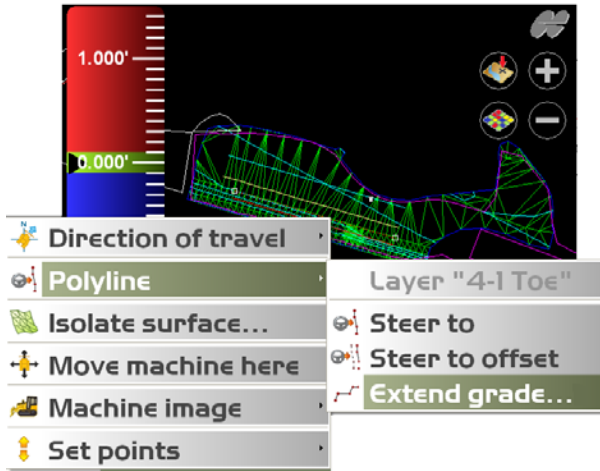 1.000'
0.000'
Direction of travel
Polyline
Layer "4-1 Toe"
Isolate surface...
Steer to
Move machine here
Steer to offset
Machine image
Extend grade...
Set points